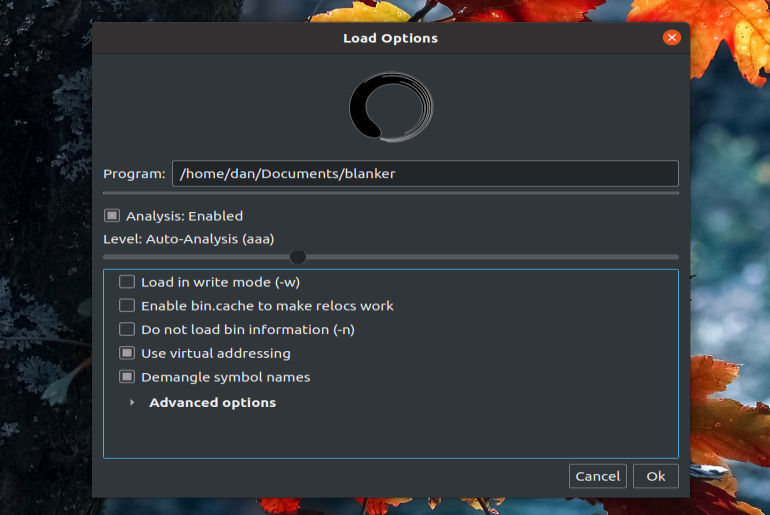 Load Options
Program: /home/dan/Documents/blanker
Analysis: Enabled
Level: Auto-Analysis (aaa)
Load in write mode (-w)
Enable bin.cache to make relocs work
Do not load bin information (-n)
Use virtual addressing
Demangle symbol names
Advanced options
Cancel Ok